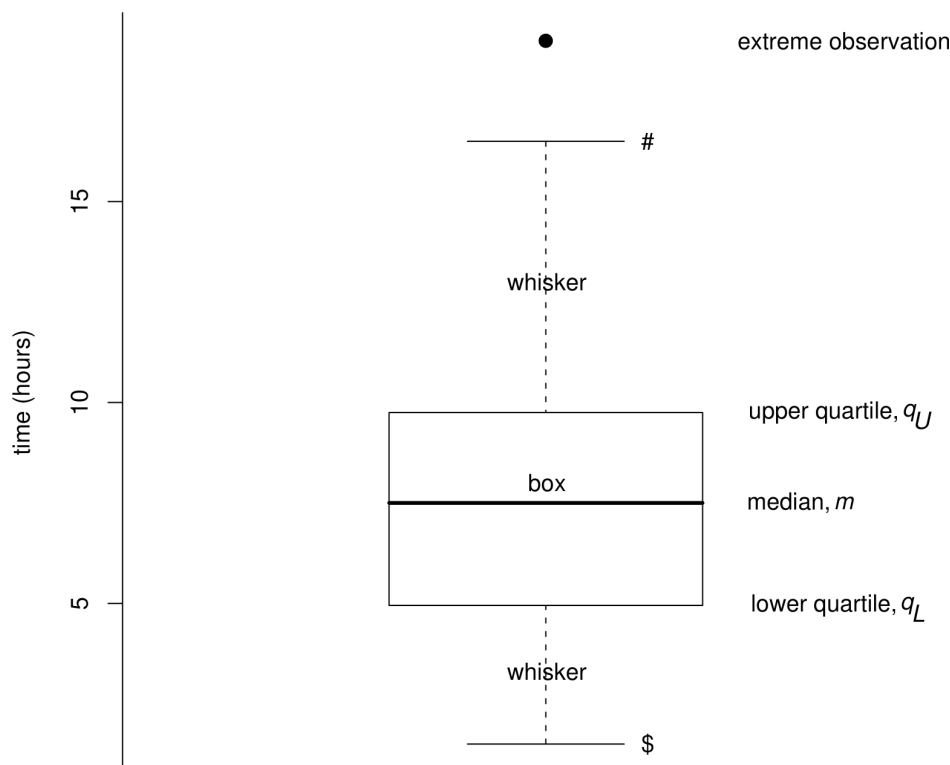 extreme observation
#
15
whisker
time (hours)
10
upper quartile, qU
box
median, m
5
lower quartile, qL
whisker
$